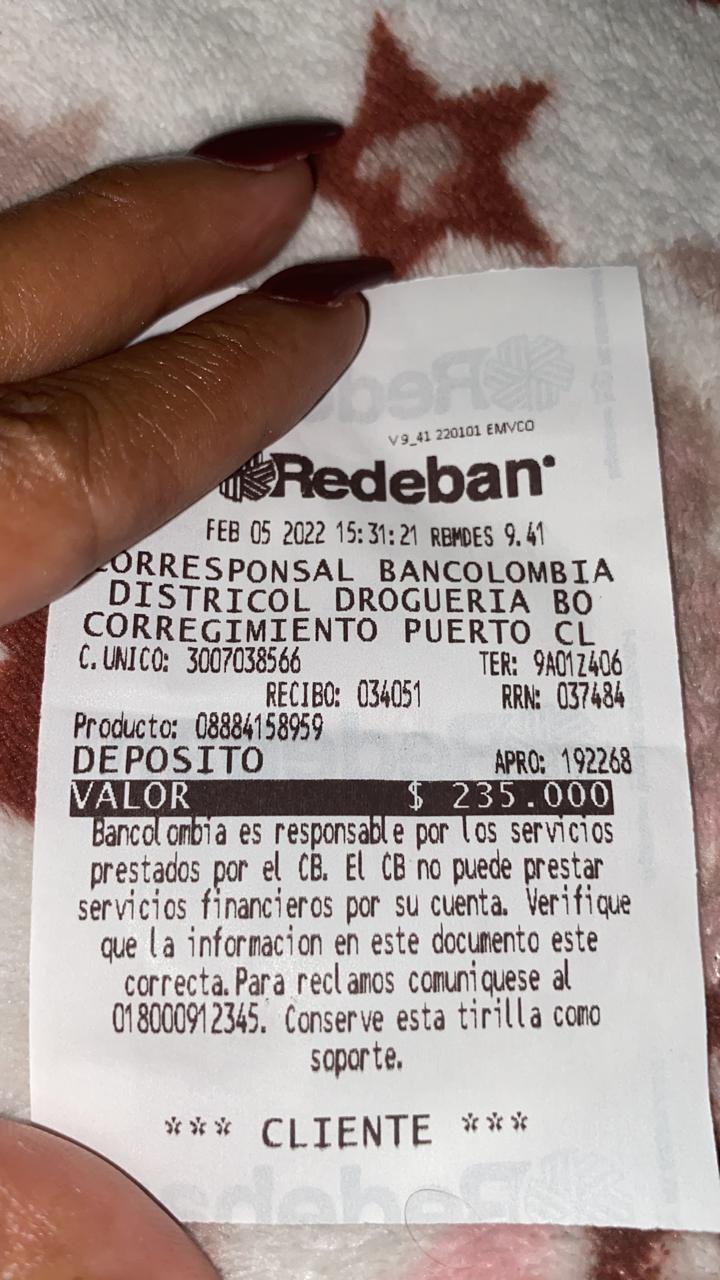 V9_41 220101 EMVCO
Redeban
FEB 05 2022 15:31:21 RBMDES 9.41
CORRESPONSAL BANCOLOMBIA
DISTRICOL DROGUERIA BO
CORREGIMIENTO PUERTO CL
C.UNICO: 3007038566 TER: 9A01Z406
RECIBO: 034051 RRN: 037484
Producto: 08884158959
DEPOSITO APRO: 192268
VALOR $ 235.000
Bancolombia es responsable por los servicios
prestados por el CB. El CB no puede prestar
servicios financieros por su cuenta. Verifique
que la informacion en este documento este
correcta.Para reclamos comuniquese al
018000912345. Conserve esta tirilla como
soporte.
*** CLIENTE ***